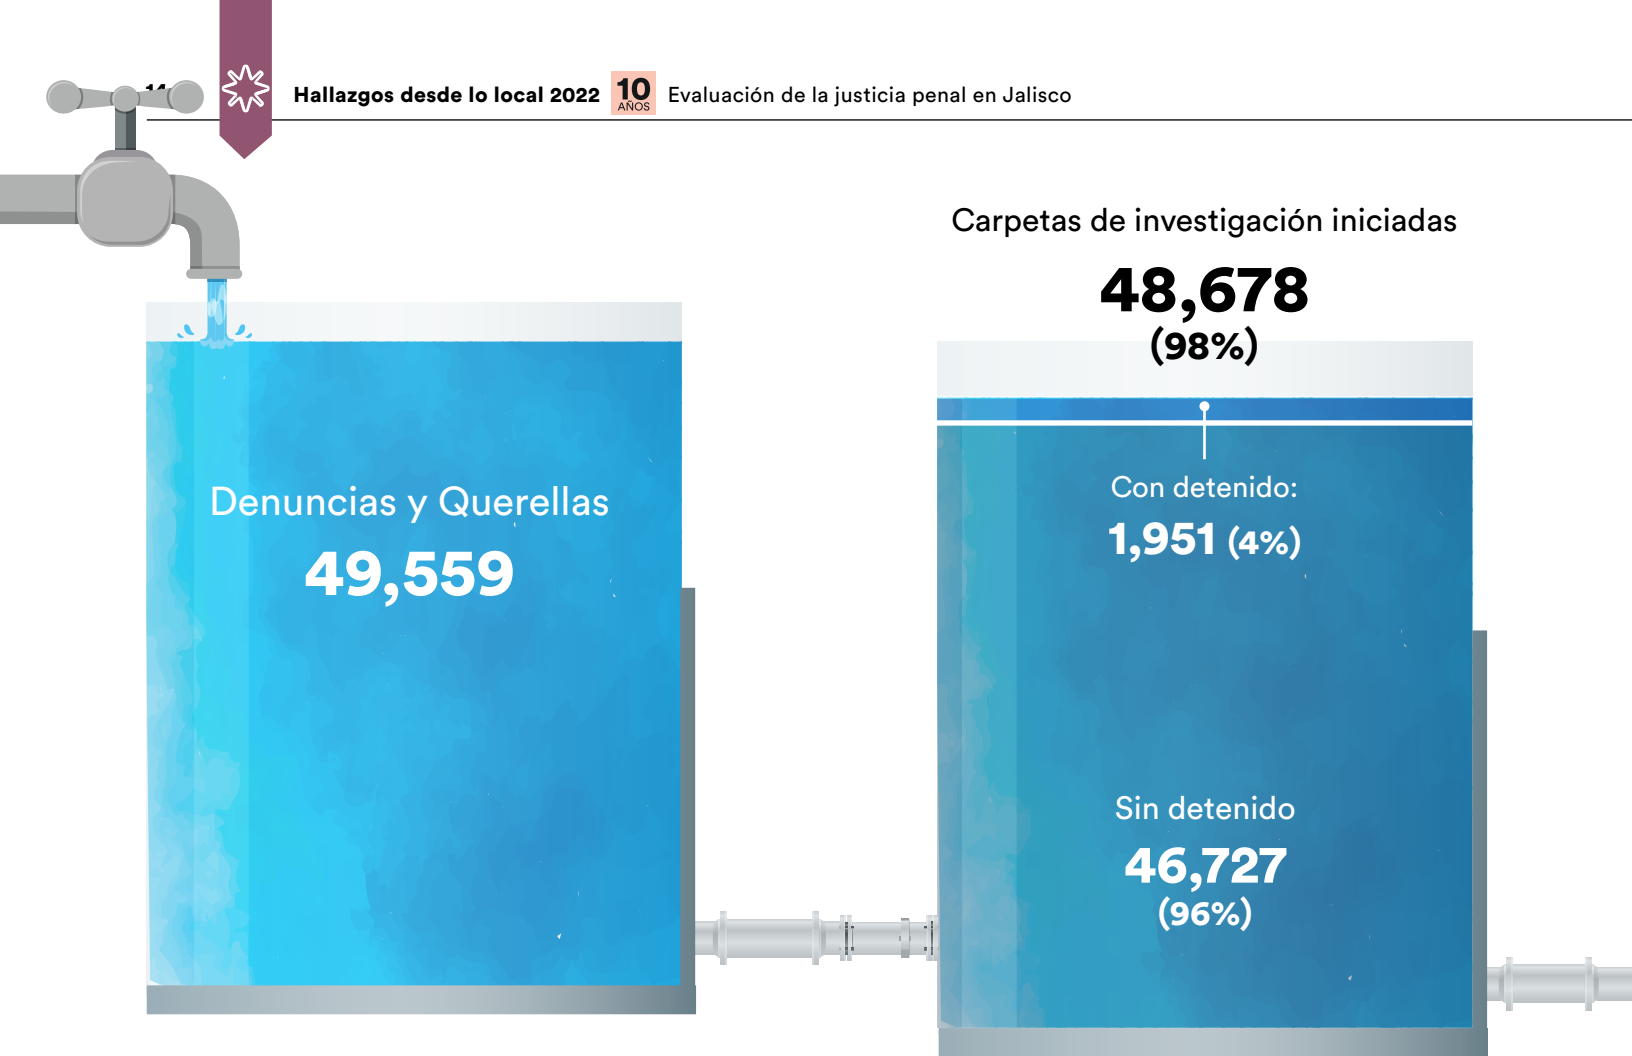 Hallazgos desde lo local 2022
10
AÑOS
Evaluación de la justicia penal en Jalisco
Denuncias y Querellas
49,559
Carpetas de investigación iniciadas
48,678
(98%)
Con detenido:
1,951 (4%)
Sin detenido
46,727
(96%)